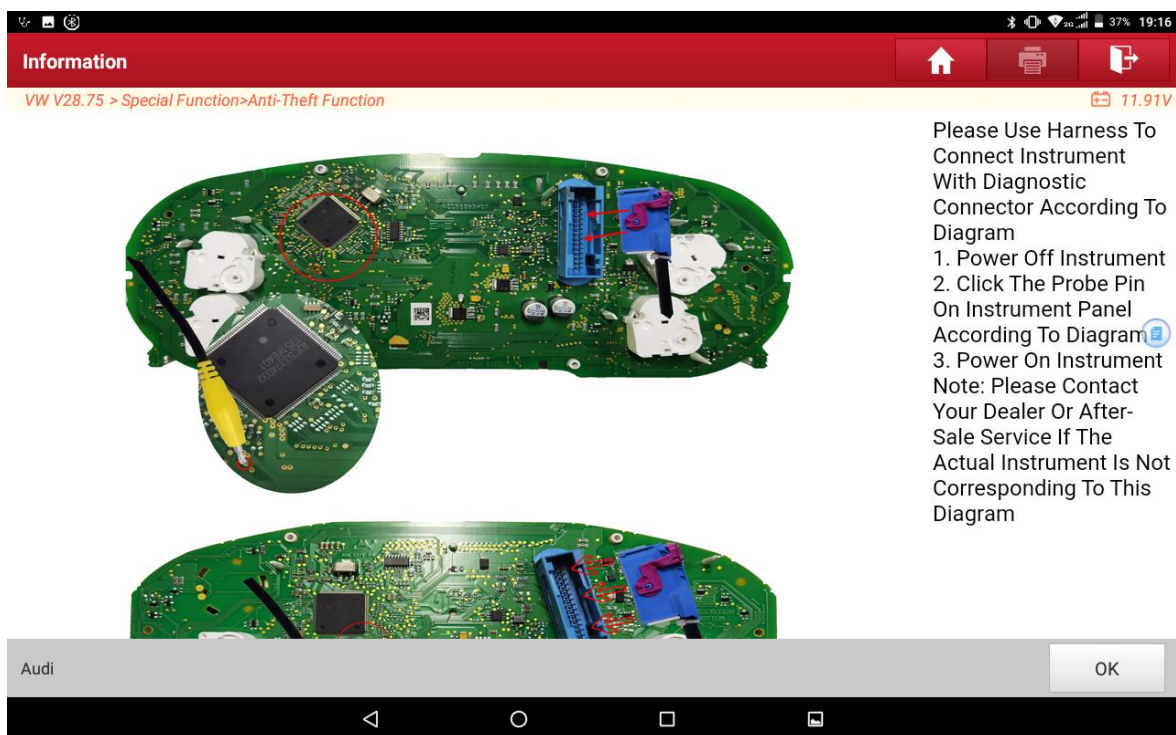 2G 37% 19:16
Information
VW V28.75 > Special Function>Anti-Theft Function
11.91V
Please Use Harness To
Connect Instrument
With Diagnostic
Connector According To
Diagram
1. Power Off Instrument
2. Click The Probe Pin
On Instrument Panel
According To Diagram
3. Power On Instrument
Note: Please Contact
Your Dealer Or After-
Sale Service If The
Actual Instrument Is Not
Corresponding To This
Diagram
Audi
OK